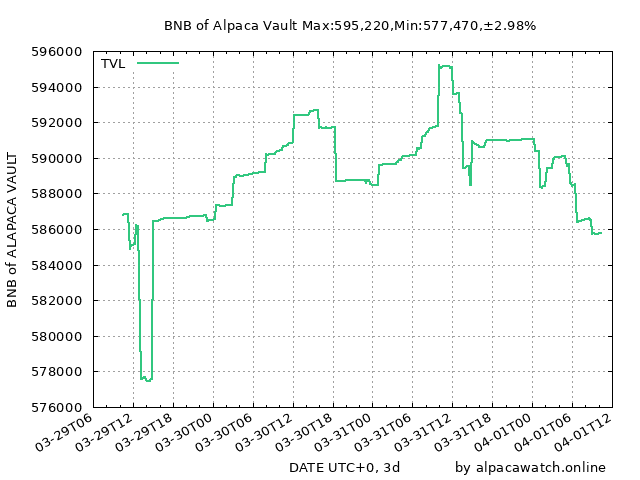 BNB of Alpaca Vault Max:595,220,Min:577,470,±2.98%
TVL
596000
594000
592000
590000
588000
586000
584000
582000
580000
578000
576000
BNB of ALAPACA VAULT
03-29T06
03-29T12
03-29T18
03-30T00
03-30T06
03-30T12
03-30T18
03-31T00
03-31T06
03-31T12
03-31T18
04-01T00
04-01T06
04-01T12
DATE UTC+0, 3d
by alpacawatch.online